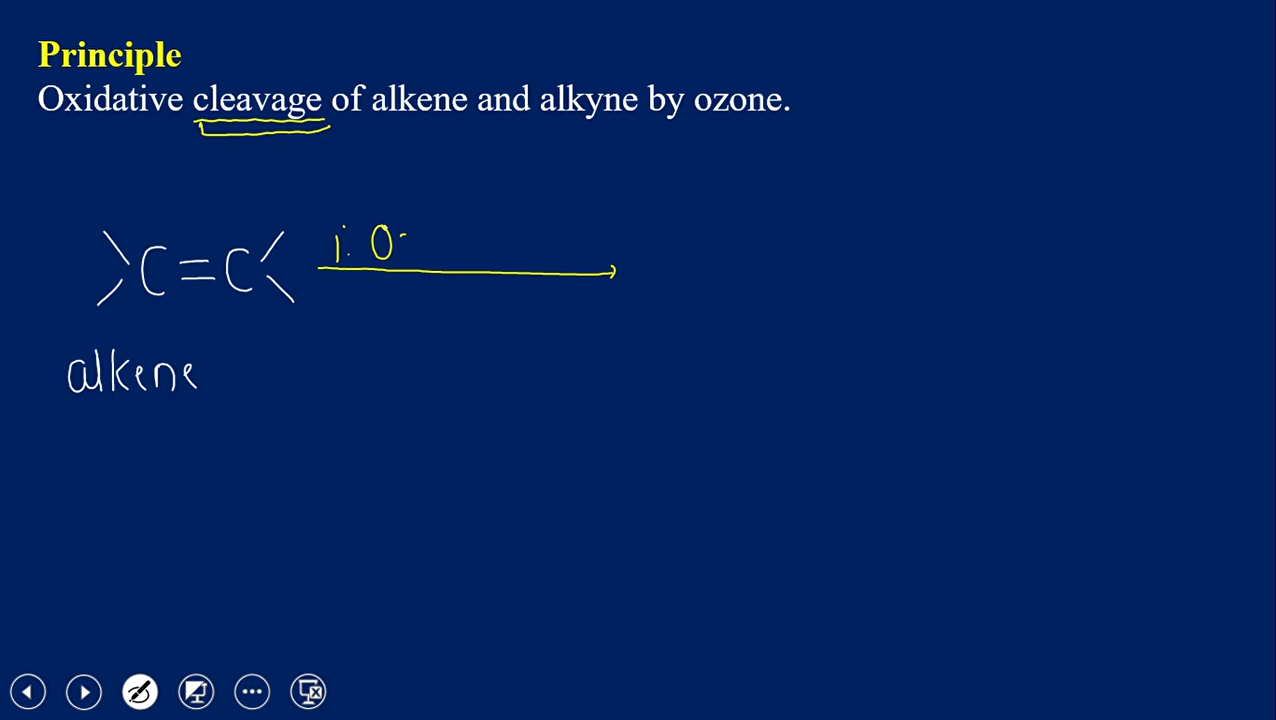 Principle
Oxidative cleavage of alkene and alkyne by ozone.
C=C i. O
alkene